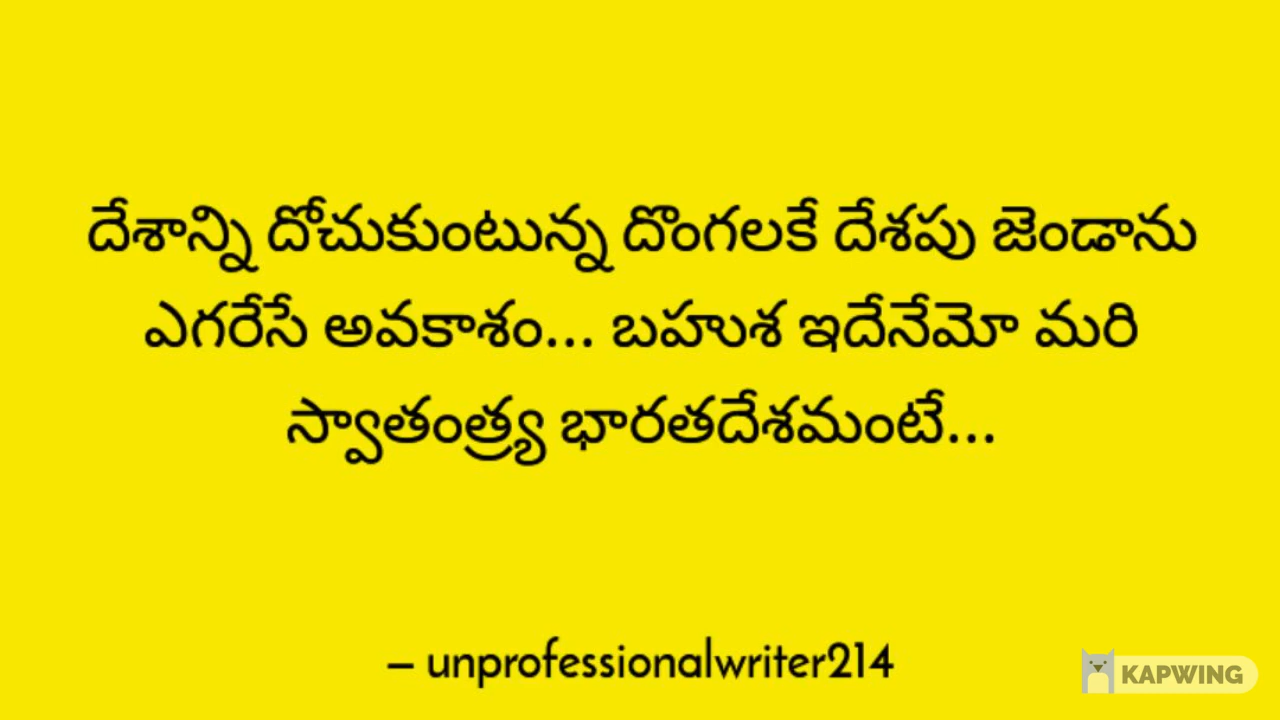 దేశాన్ని దోచుకుంటున్న దొంగలకే దేశపు జెండాను
ఎగరేసే అవకాశం... బహుశ ఇదేనేమో మరి
స్వాతంత్ర్య భారతదేశమంటే...
– unprofessionalwriter214
KAPWING